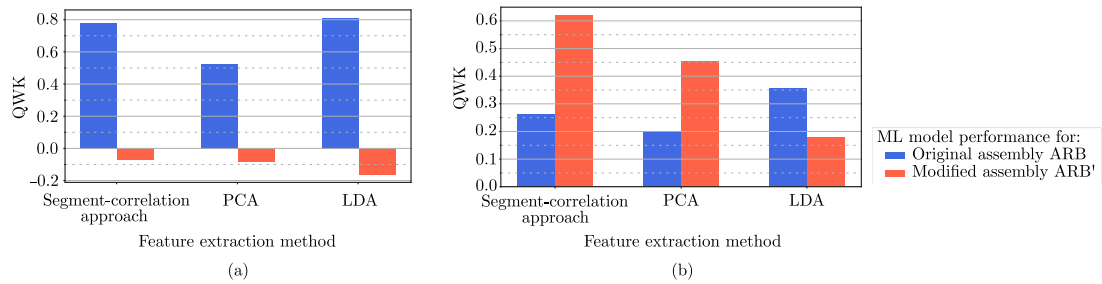 QWK
0.8
0.6
0.4
0.2
0.0
−0.2
Segment-correlation
approach
PCA
LDA
Feature extraction method
(a)
QWK
0.6
0.5
0.4
0.3
0.2
0.1
0.0
Segment-correlation
approach
PCA
LDA
Feature extraction method
(b)
ML model performance for:
Original assembly ARB
Modified assembly ARB'